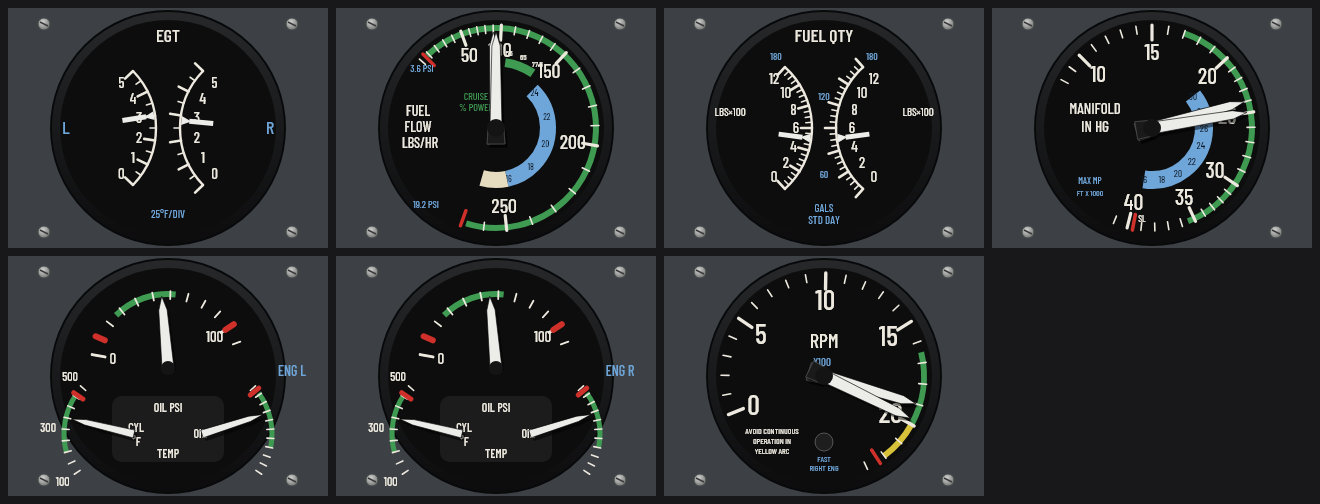 EGT
5
4
3
2
1
0
5
4
2
1
0
L
R
25°F/DIV
50
150
200
250
3.6 PSI
65
CRUISE
% POWER
24
22
20
18
FUEL
FLOW
LBS/HR
19.2 PSI
FUEL QTY
180
180
12
10
8
6
4
2
0
12
10
8
6
4
2
0
120
60
LBS×100
LBS×100
GALS
STD DAY
10
15
20
30
35
40
MANIFOLD
IN HG
26
24
22
20
18
MAX MP
FT X 1000
SL
0
100
ENG L
500
300
100
OIL PSI
CYL
F
TEMP
0
100
ENG R
500
300
100
OIL PSI
CYL
F
TEMP
0
5
10
15
RPM
X100
AVOID CONTINUOUS
OPERATION IN
YELLOW ARC
FAST
RIGHT ENG